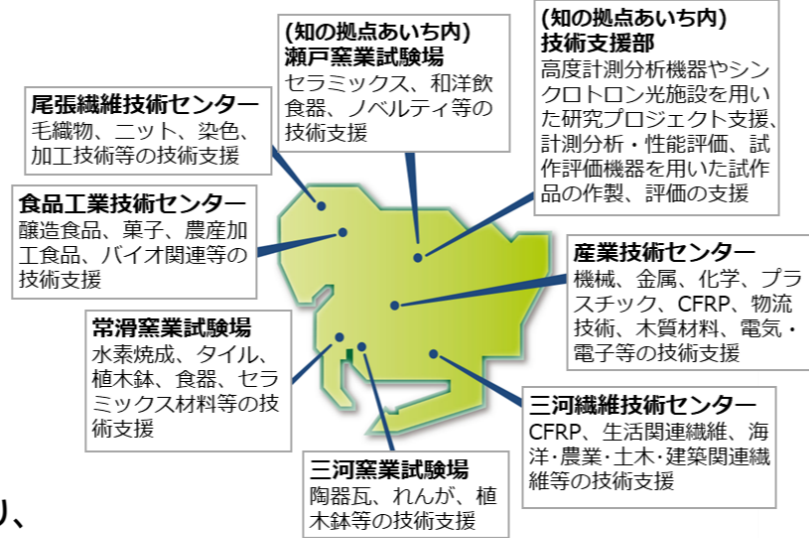 (知の拠点あいち内)
瀬戸窯業試験場
セラミックス、和洋飲
食器、ノベルティ等の
技術支援
(知の拠点あいち内)
技術支援部
高度計測分析機器やシン
クロトロン光施設を用い
た研究プロジェクト支援、
計測分析・性能評価、試
作評価機器を用いた試作
品の作製、評価の支援
尾張繊維技術センター
毛織物、ニット、染色、
加工技術等の技術支援
食品工業技術センター
醸造食品、菓子、農産加
工食品、バイオ関連等の
技術支援
産業技術センター
機械、金属、化学、プラ
スチック、CFRP、物流
技術、木質材料、電気・
電子等の技術支援
常滑窯業試験場
水素焼成、タイル、
植木鉢、食器、セラ
ミックス材料等の技
術支援
三河繊維技術センター
CFRP、生活関連繊維、海
洋・農業・土木・建築関連繊
維等の技術支援
三河窯業試験場
陶器瓦、れんが、植
木鉢等の技術支援
り、